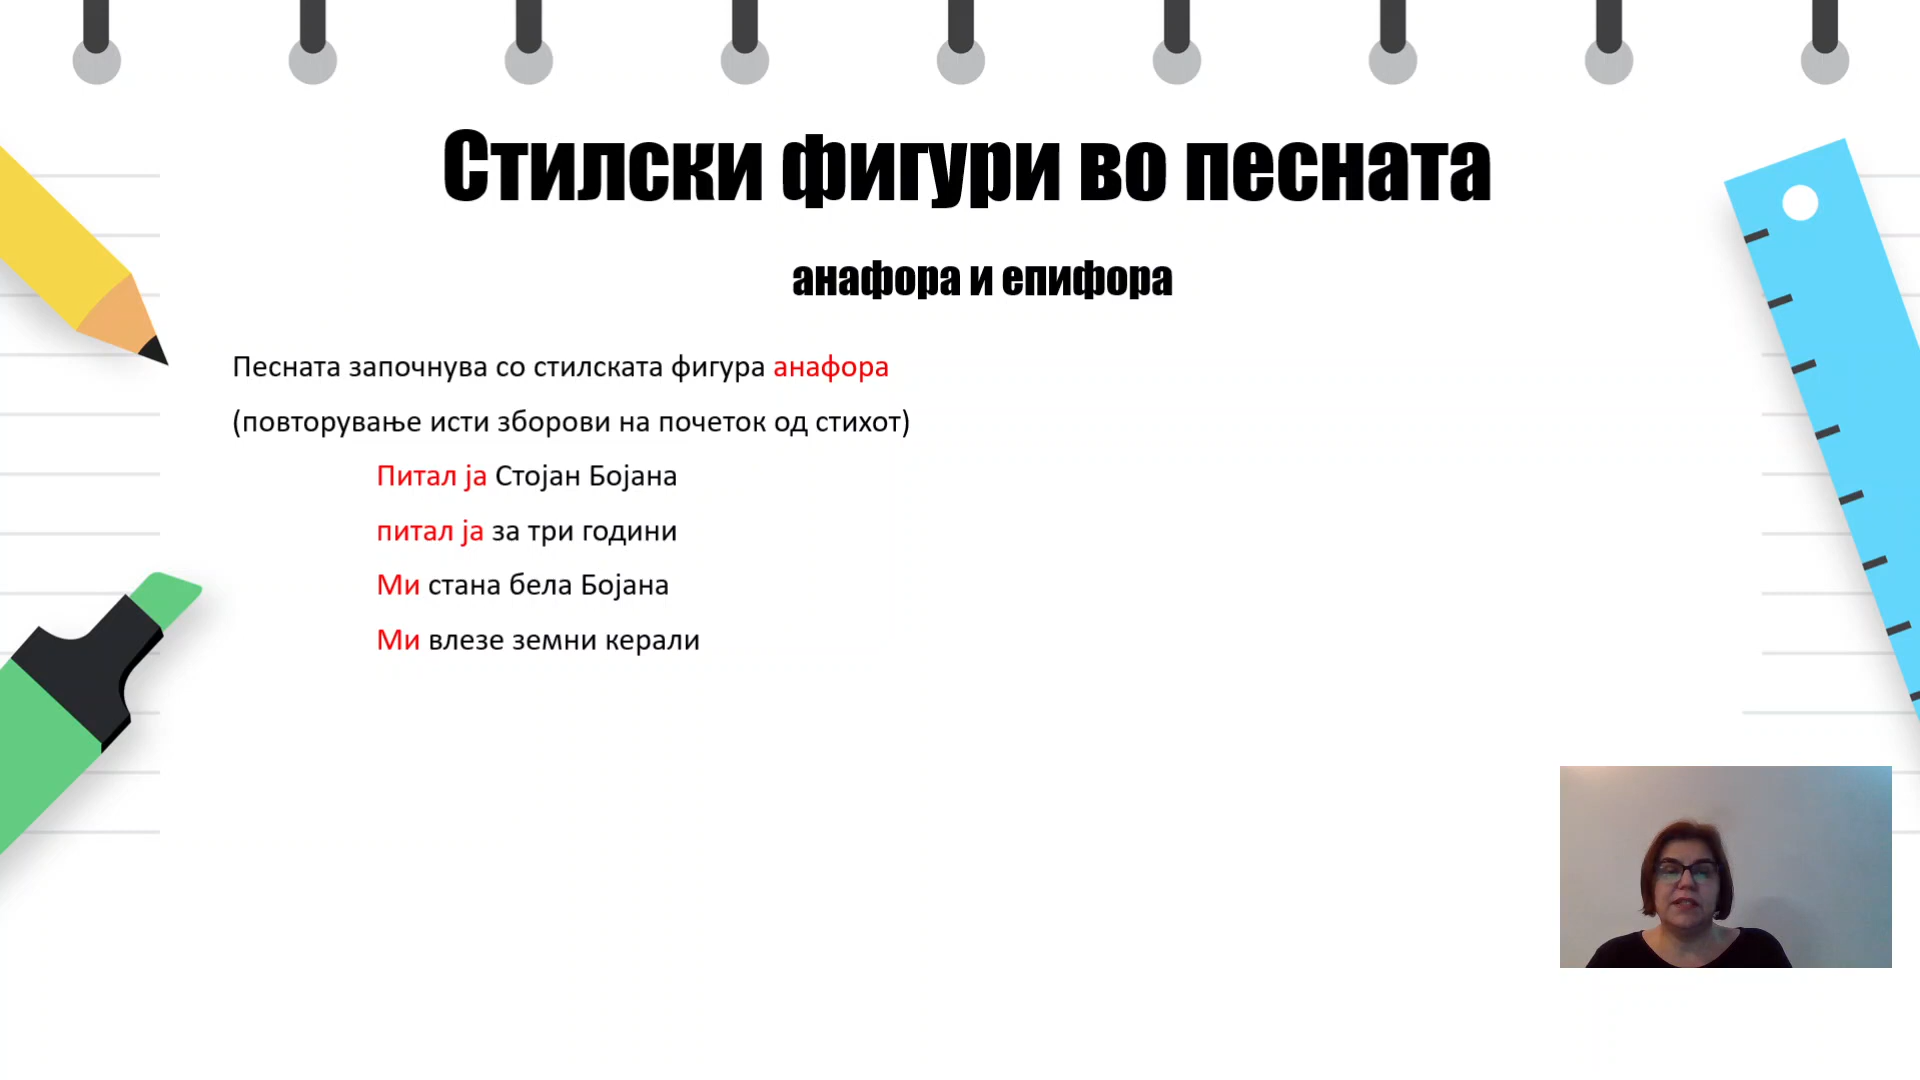 Стилски фигури во песната
анафора и епифора
Песната започнува со стилската фигура анафора
(повторување исти зборови на почеток од стихот)
Питал ја Стојан Бојана
питал ја за три години
Ми стана бела Бојана
Ми влезе земни керали